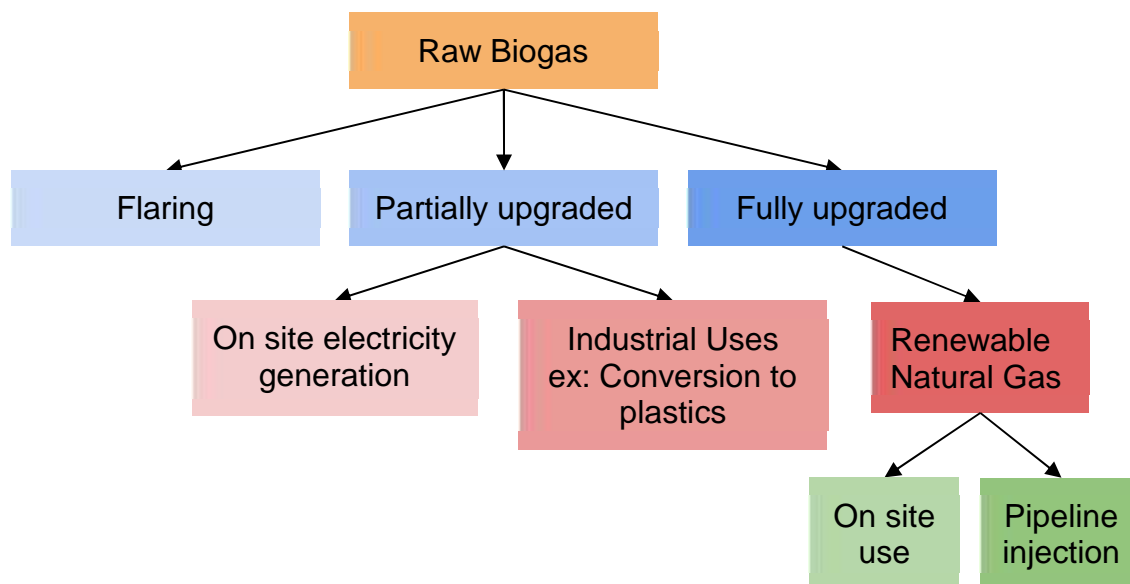 Raw Biogas
Flaring
Partially upgraded
Fully upgraded
On site electricity
generation
Industrial Uses
ex: Conversion to
plastics
Renewable
Natural Gas
On site
use
Pipeline
injection